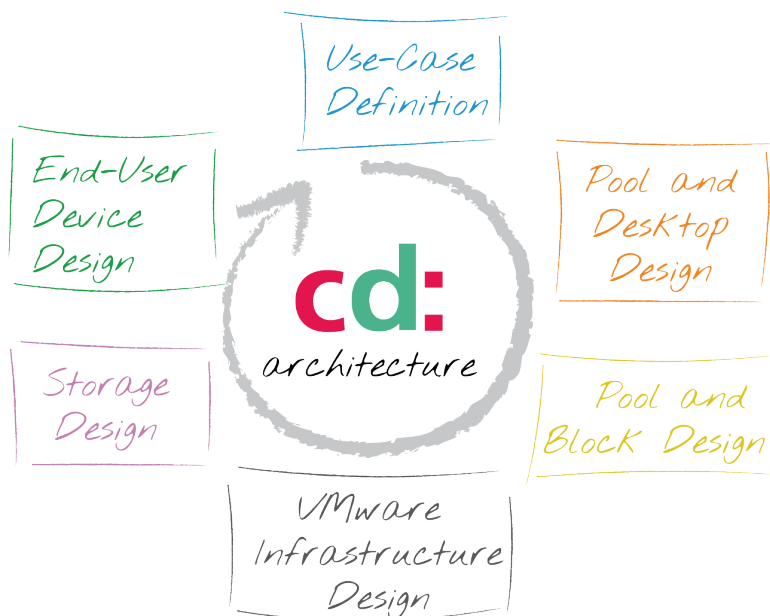 Use-Case
Definition
End-User
Device
Design
Pool and
Desktop
Design
cd:
architecture
Storage
Design
Pool and
Block Design
VMware
Infrastructure
Design